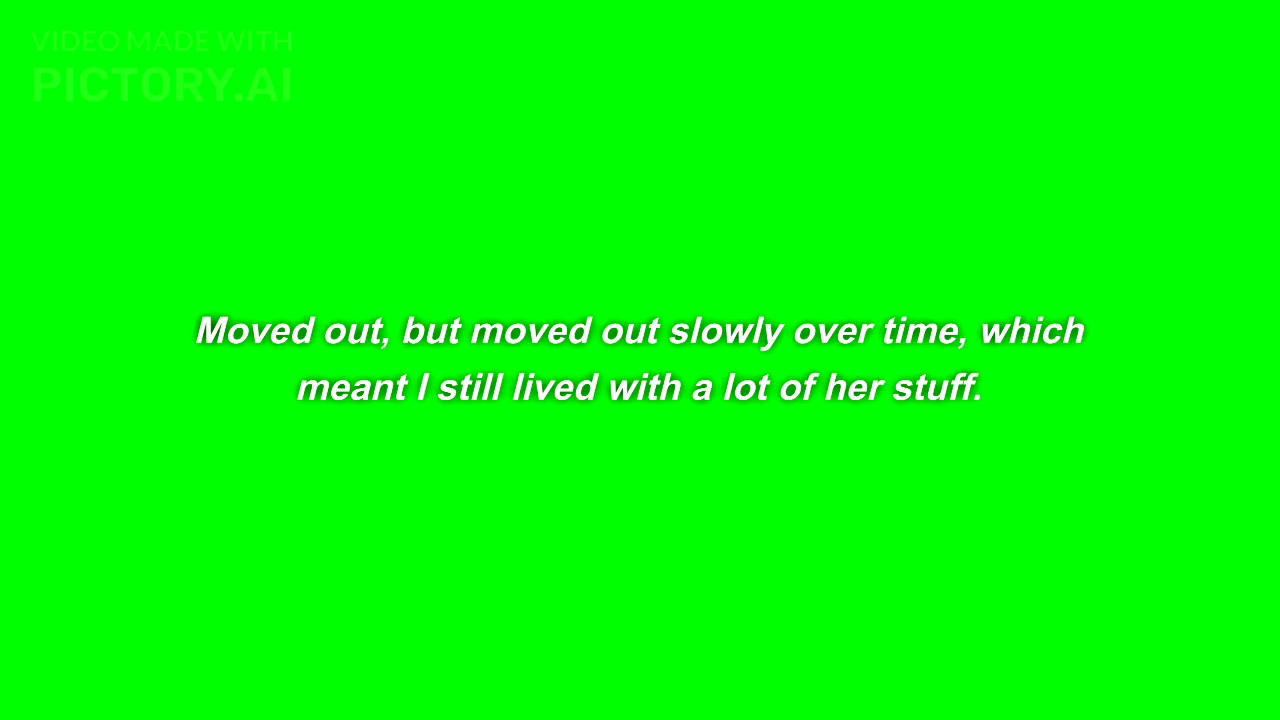 VIDEO MADE WITH
PICTORY.AI
Moved out, but moved out slowly over time, which
meant I still lived with a lot of her stuff.